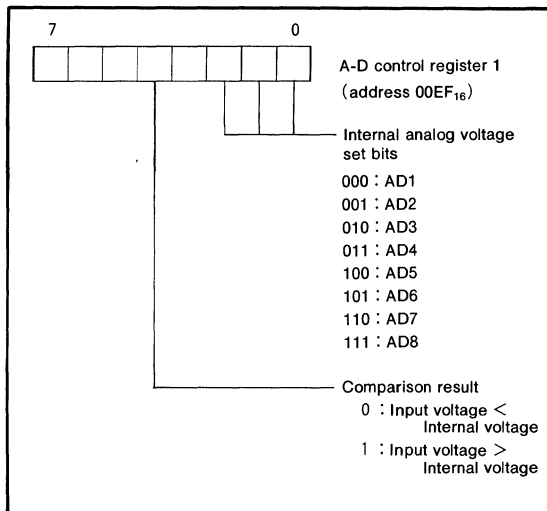 7 0
A-D control register 1
(address 00EF₁₆)
Internal analog voltage
set bits
000 : AD1
001 : AD2
010 : AD3
011 : AD4
100 : AD5
101 : AD6
110 : AD7
111 : AD8
Comparison result
0 : Input voltage <
Internal voltage
1 : Input voltage >
Internal voltage